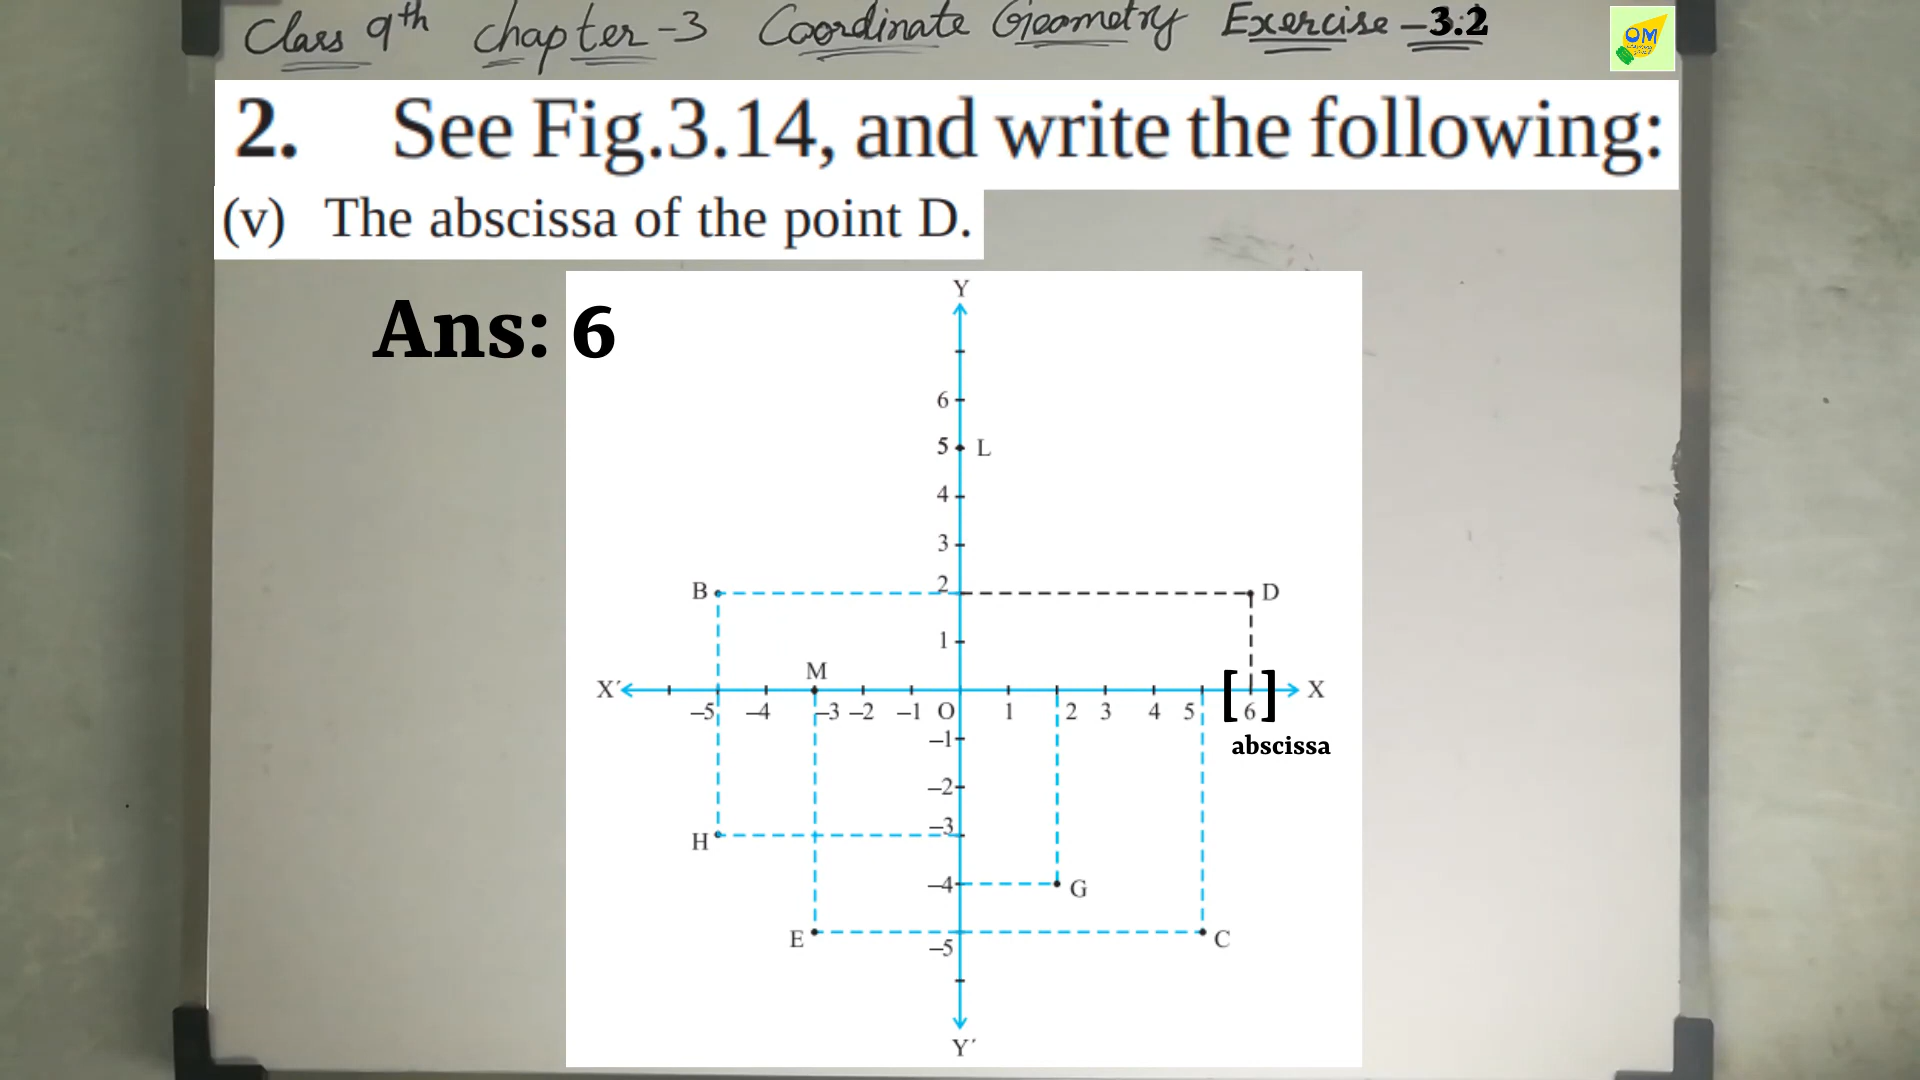 Class 9th chapter-3 Coordinate Geometry Exercise -3.2
OM
2. See Fig.3.14, and write the following:
(v) The abscissa of the point D.
Ans: 6
Y
6
5 L
4
3
B 2 D
1
M
X′ X
–5 –4 –3 –2 –1 O 1 2 3 4 5 [6]
–1 abscissa
–2
–3
H
–4 G
E –5 C
Y′